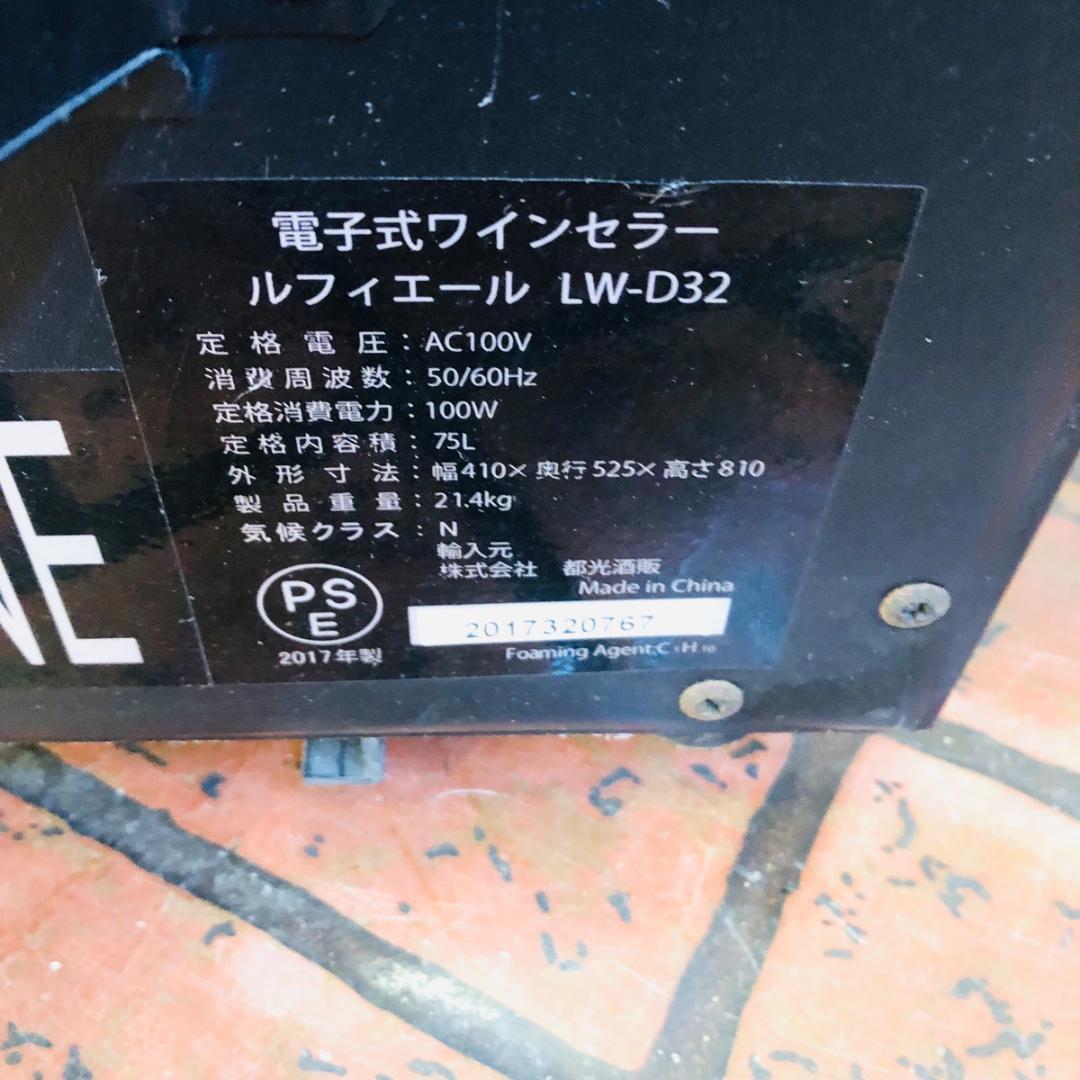 電子式ワインセラー
ルフィエール LW-D32
定格電圧：AC100V
消費周波数：50/60Hz
定格消費電力：100W
定格内容積：75L
外形寸法：幅410×奥行525×高さ810
製品重量：21.4kg
気候クラス：N
輸入元
株式会社 都光酒販
Made in China
PS
E
2017320767
2017年製
Foaming Agent:C₅H₁₀
NE